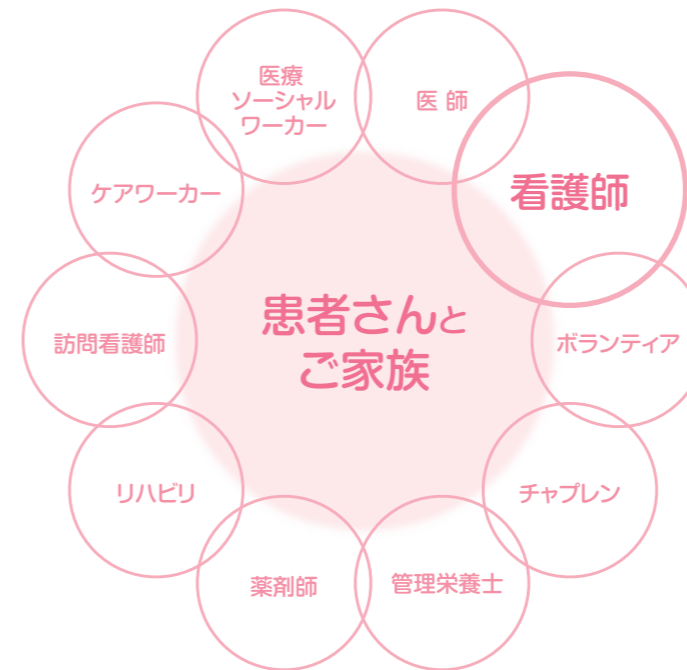 医療
ソーシャル
ワーカー
医師
看護師
ケアワーカー
患者さんと
ご家族
訪問看護師
ボランティア
リハビリ
チャプレン
薬剤師
管理栄養士